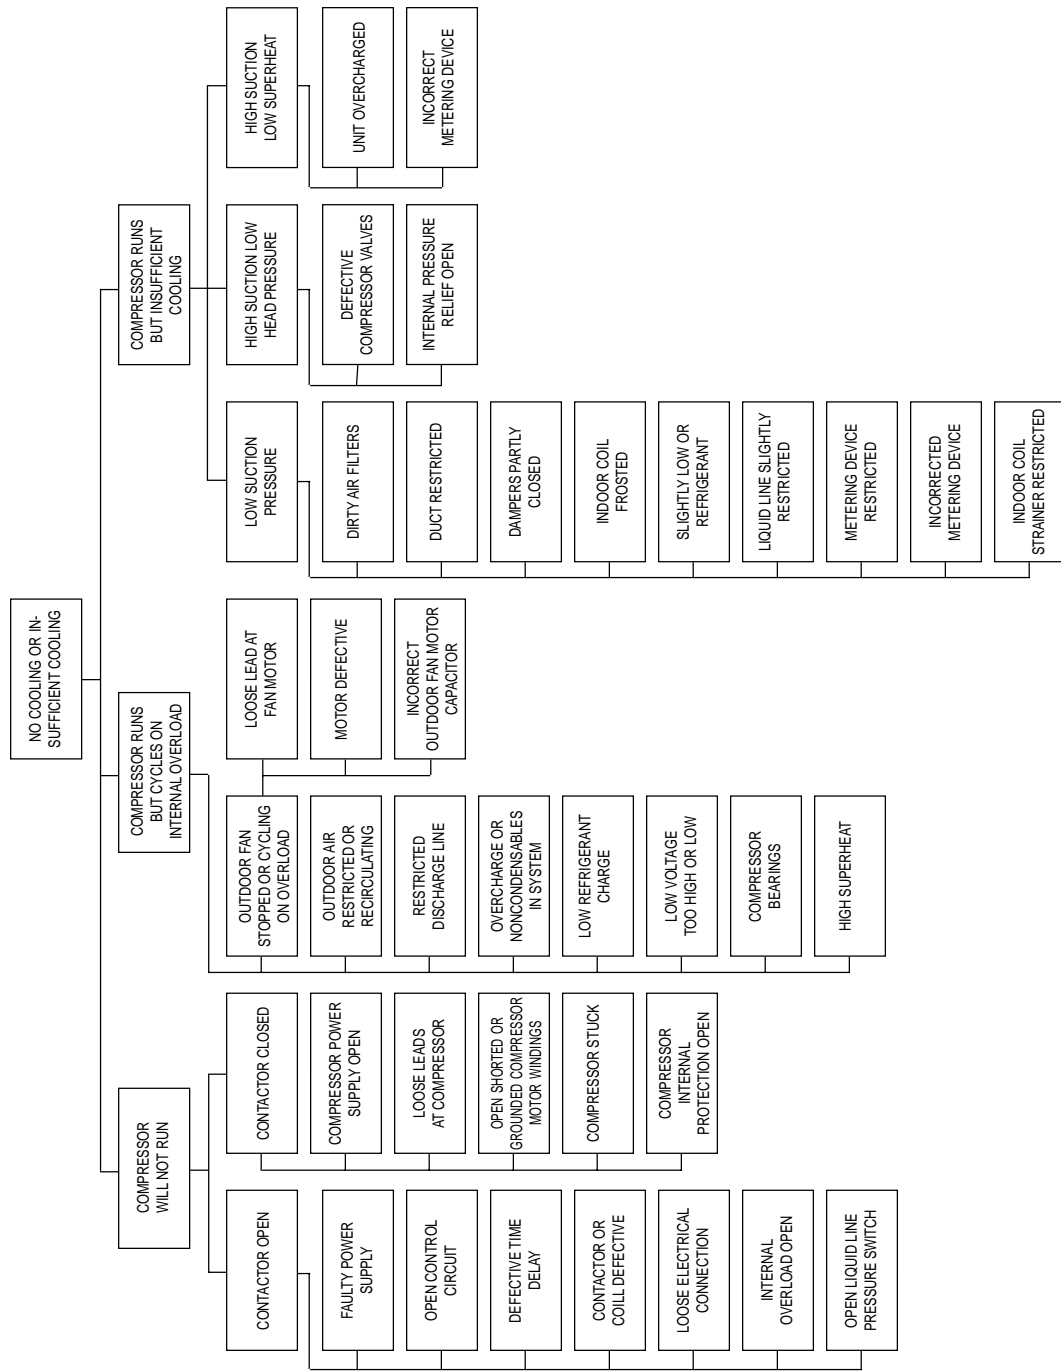 NO COOLING OR IN-
SUFFICIENT COOLING
COMPRESSOR
WILL NOT RUN
CONTACTOR OPEN
FAULTY POWER
SUPPLY
OPEN CONTROL
CIRCUIT
DEFECTIVE TIME
DELAY
CONTACTOR OR
COILL DEFECTIVE
LOOSE ELECTRICAL
CONNECTION
INTERNAL
OVERLOAD OPEN
OPEN LIQUID LINE
PRESSURE SWITCH
CONTACTOR CLOSED
COMPRESSOR POWER
SUPPLY OPEN
LOOSE LEADS
AT COMPRESSOR
OPEN SHORTED OR
GROUNDED COMPRESSOR
MOTOR WINDINGS
COMPRESSOR STUCK
COMPRESSOR
INTERNAL
PROTECTION OPEN
COMPRESSOR RUNS
BUT CYCLES ON
INTERNAL OVERLOAD
OUTDOOR FAN
STOPPED OR CYCLING
ON OVERLOAD
OUTDOOR AIR
RESTRICTED OR
RECIRCULATING
RESTRICTED
DISCHARGE LINE
OVERCHARGE OR
NONCONDENSABLES
IN SYSTEM
LOW REFRIGERANT
CHARGE
LOW VOLTAGE
TOO HIGH OR LOW
COMPRESSOR
BEARINGS
HIGH SUPERHEAT
LOOSE LEAD AT
FAN MOTOR
MOTOR DEFECTIVE
INCORRECT
OUTDOOR FAN MOTOR
CAPACITOR
COMPRESSOR RUNS
BUT INSUFFICIENT
COOLING
LOW SUCTION
PRESSURE
DIRTY AIR FILTERS
DUCT RESTRICTED
DAMPERS PARTLY
CLOSED
INDOOR COIL
FROSTED
SLIGHTLY LOW OR
REFRIGERANT
LIQUID LINE SLIGHTLY
RESTRICTED
METERING DEVICE
RESTRICTED
INCORRECTED
METERING DEVICE
INDOOR COIL
STRAINER RESTRICTED
HIGH SUCTION LOW
HEAD PRESSURE
DEFECTIVE
COMPRESSOR VALVES
INTERNAL PRESSURE
RELIEF OPEN
HIGH SUCTION
LOW SUPERHEAT
UNIT OVERCHARGED
INCORRECT
METERING DEVICE